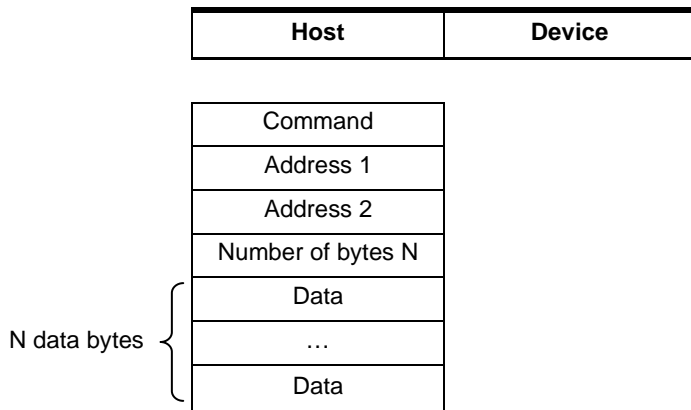 Host Device
Command
Address 1
Address 2
Number of bytes N
Data
N data bytes
…
Data